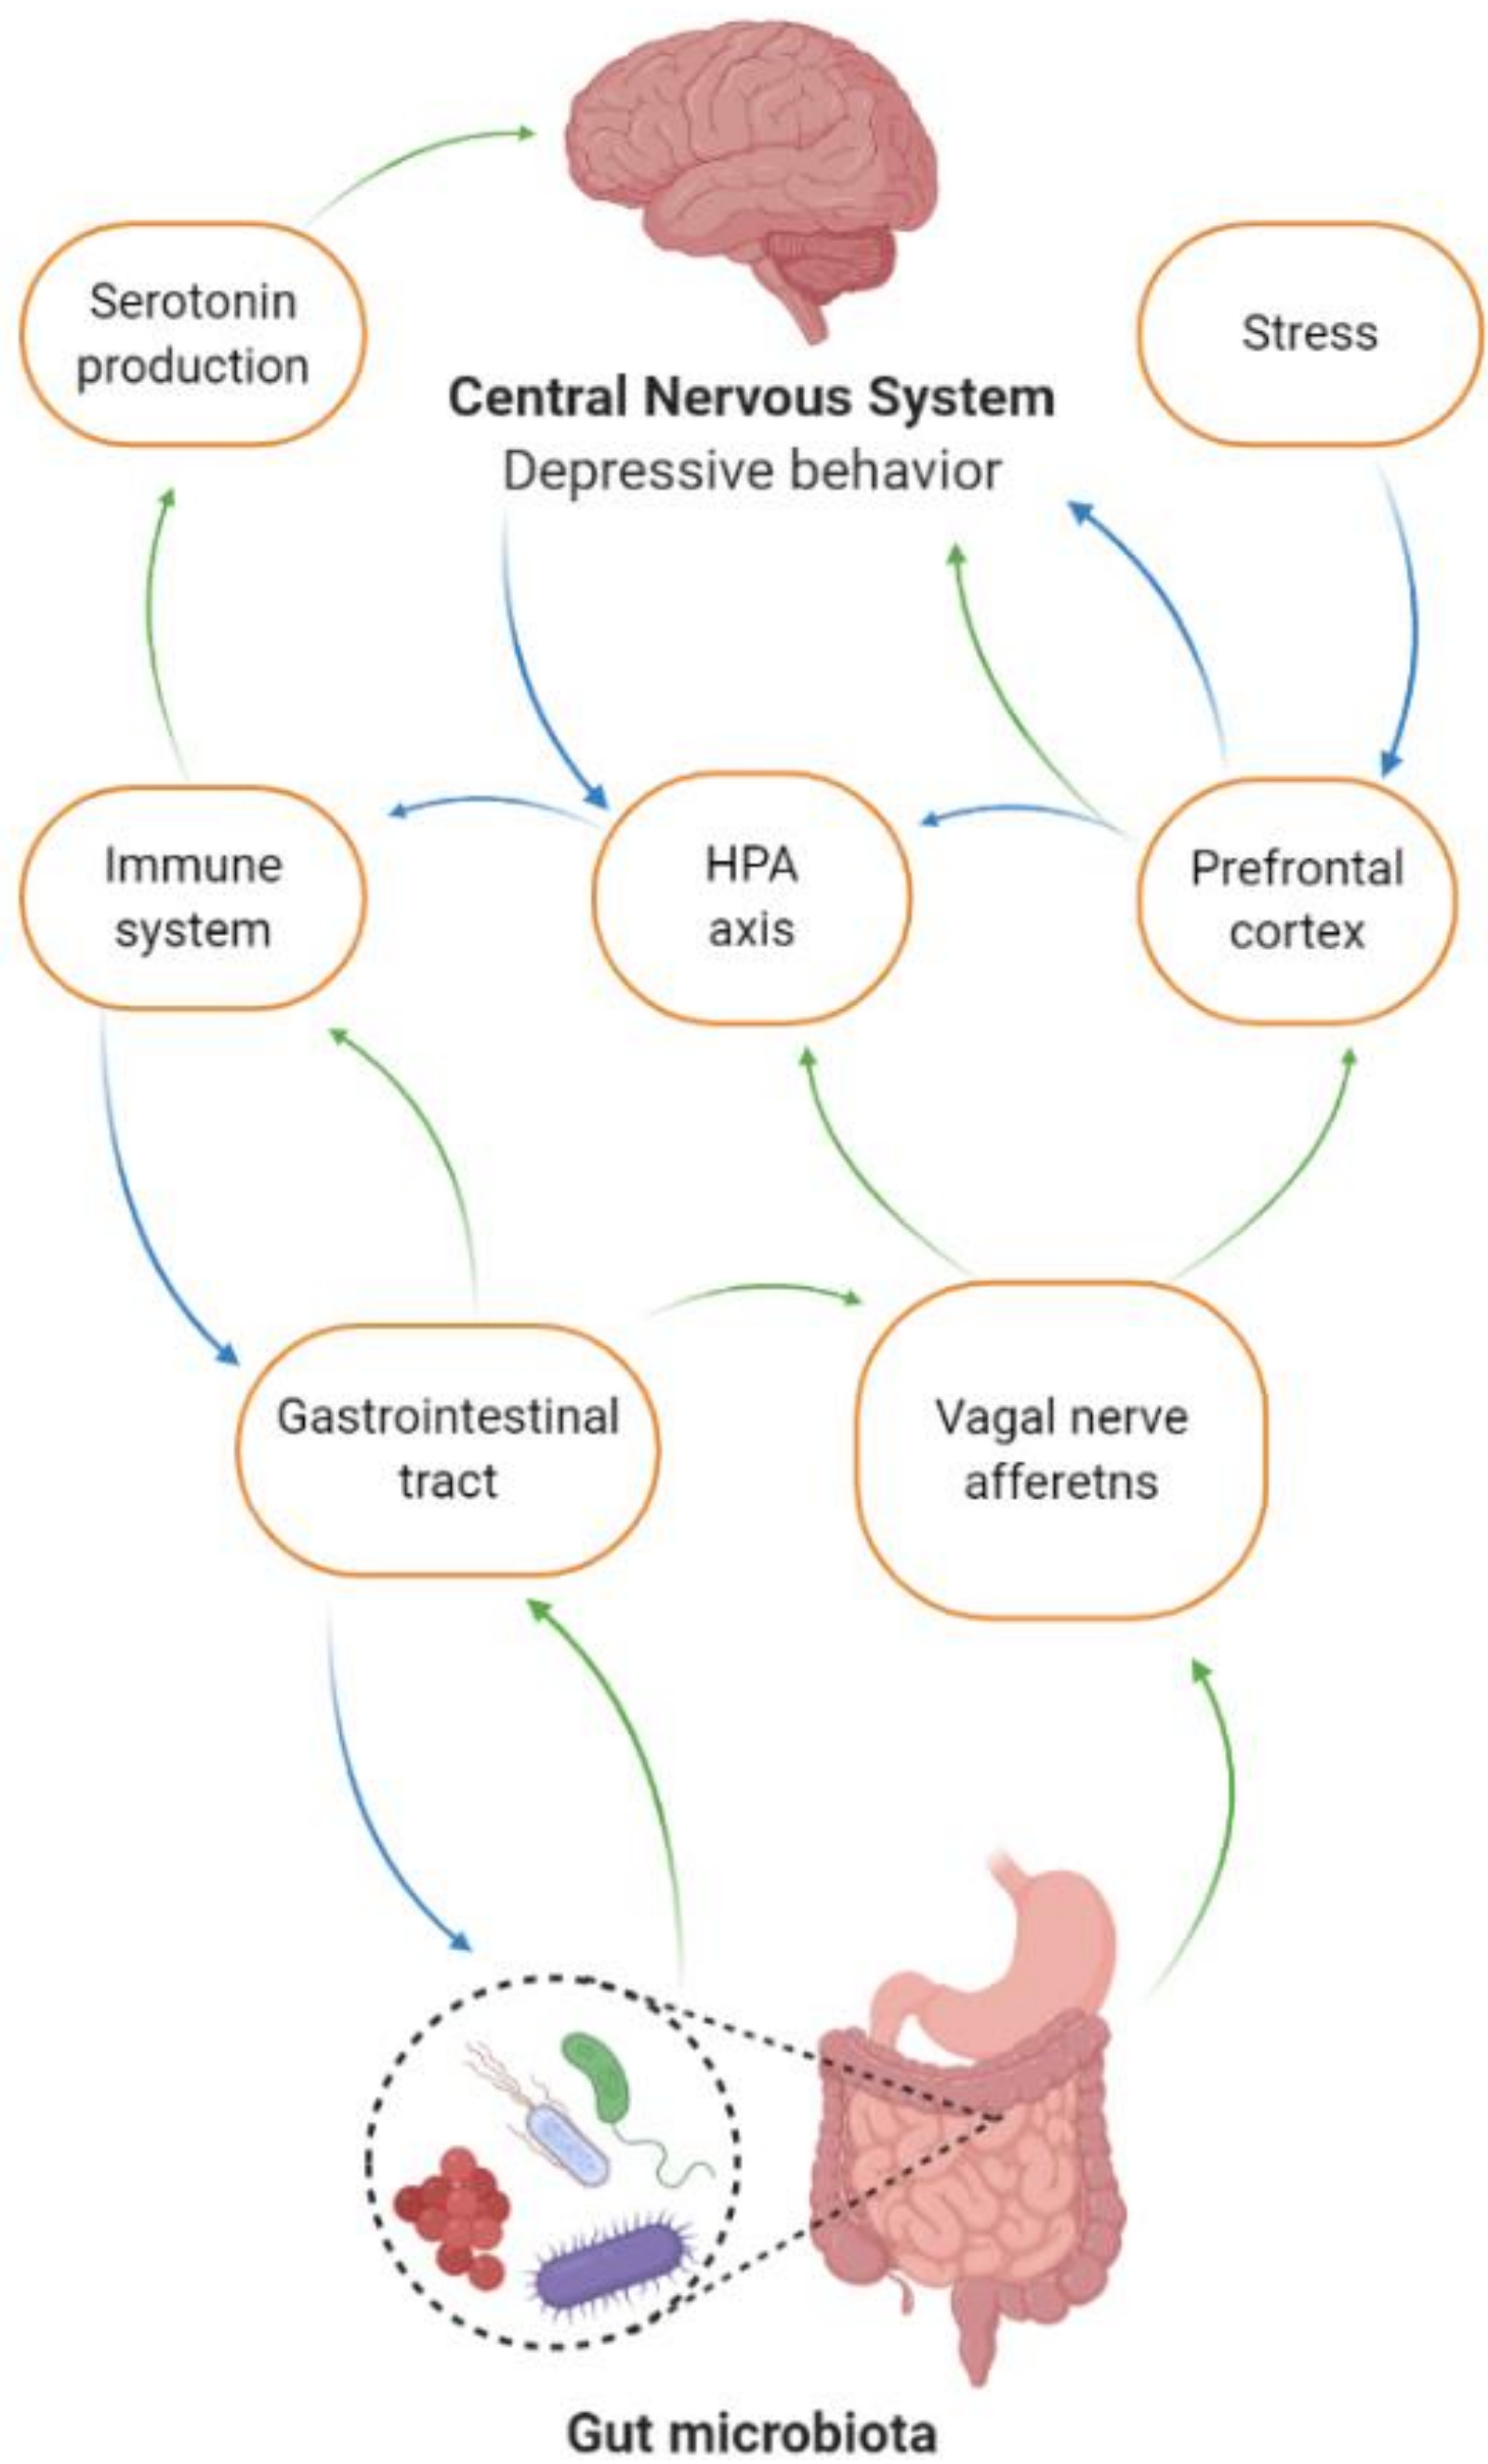 Serotonin
production
Stress
Central Nervous System
Depressive behavior
Immune
system
HPA
axis
Prefrontal
cortex
Gastrointestinal
tract
Vagal nerve
afferetns
Gut microbiota